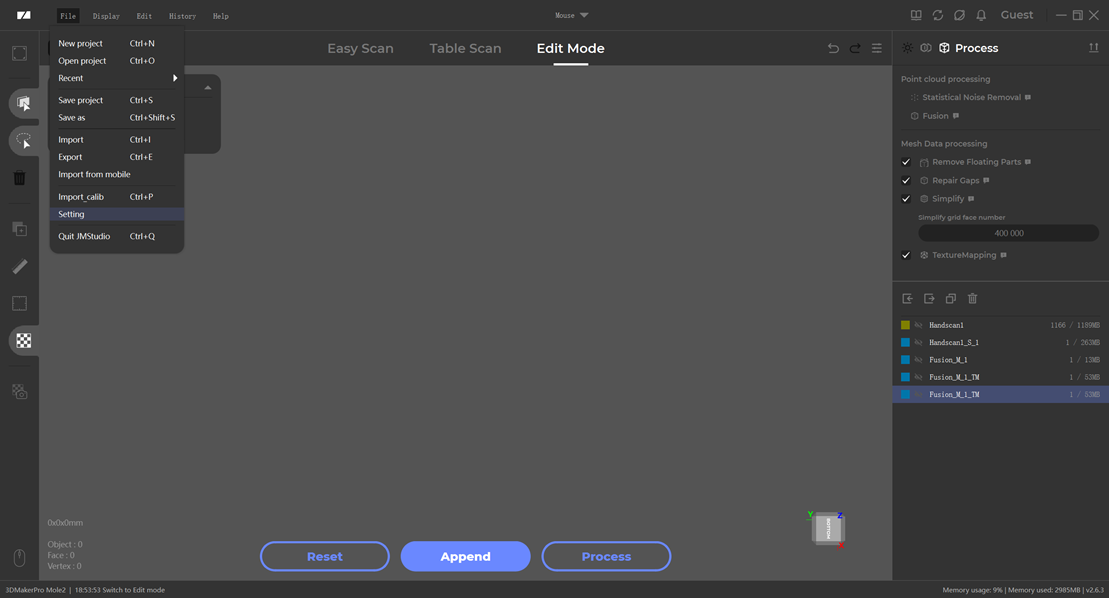 File Display Edit History Help
Mouse
Guest
New project Ctrl+N
Open project Ctrl+O
Recent
Save project Ctrl+S
Save as Ctrl+Shift+S
Import Ctrl+I
Export Ctrl+E
Import from mobile
Import_calib Ctrl+P
Setting
Quit JMStudio Ctrl+Q
Easy Scan Table Scan Edit Mode
Process
Point cloud processing
Statistical Noise Removal
Fusion
Mesh Data processing
Remove Floating Parts
Repair Gaps
Simplify
Simplify grid face number
400 000
TextureMapping
Handscan1 1166 / 1189MB
Handscan1_S_1 1 / 263MB
Fusion_M_1 1 / 13MB
Fusion_M_1_TM 1 / 53MB
Fusion_M_1_TM 1 / 53MB
0x0x0mm
Object : 0
Face : 0
Vertex : 0
Y Z
BOTTOM
X
Reset Append Process
3DMakerPro Mole2 | 18:53:53 Switch to Edit mode
Memory usage: 9% | Memory used: 2985MB | v2.6.3